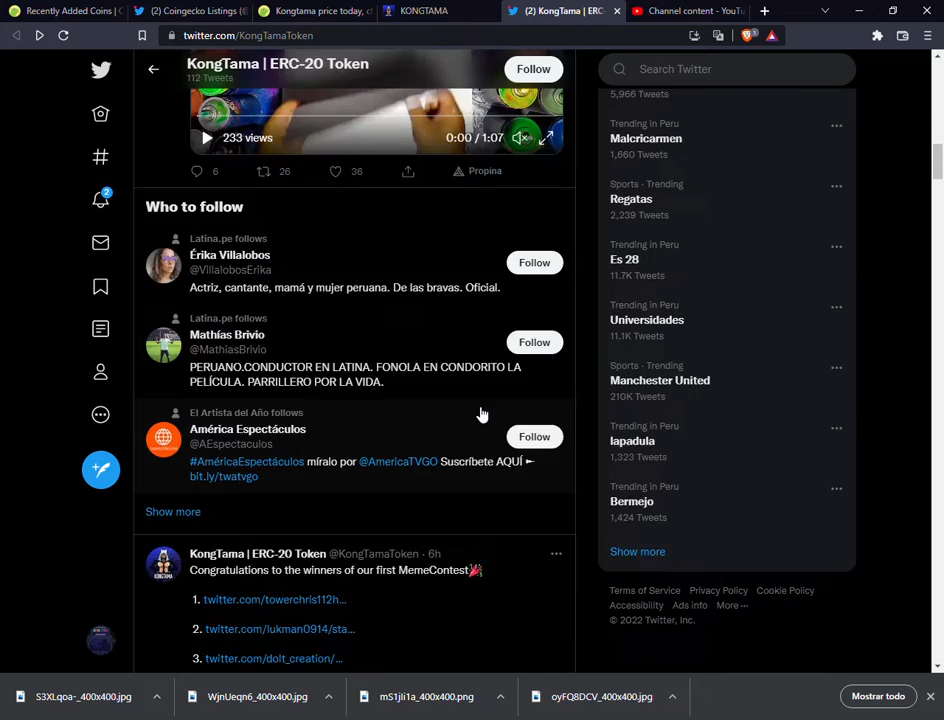 Recently Added Coins | C
(2) Coingecko Listings (@
Kongtama price today, c
KONGTAMA
(2) KongTama | ERC-
Channel content - YouTu
twitter.com/KongTamaToken
KongTama | ERC-20 Token
112 Tweets
Follow
233 views
0:00 / 1:07
6
26
36
Propina
Who to follow
Latina.pe follows
Érika Villalobos
@VillalobosErika
Follow
Actriz, cantante, mamá y mujer peruana. De las bravas. Oficial.
Latina.pe follows
Mathías Brivio
@MathiasBrivio
Follow
PERUANO.CONDUCTOR EN LATINA. FONOLA EN CONDORITO LA
PELÍCULA. PARRILLERO POR LA VIDA.
El Artista del Año follows
América Espectáculos
@AEspectaculos
Follow
#AméricaEspectáculos míralo por @AmericaTVGO Suscríbete AQUÍ ➵
bit.ly/twatvgo
Show more
KongTama | ERC-20 Token @KongTamaToken · 6h
Congratulations to the winners of our first MemeContest🎉
1. twitter.com/towerchris112h...
2. twitter.com/lukman0914/sta...
3. twitter.com/dolt_creation/...
2
Search Twitter
5,966 Tweets
Trending in Peru
Malcricarmen
1,660 Tweets
Sports · Trending
Regatas
2,239 Tweets
Trending in Peru
Es 28
11.7K Tweets
Trending in Peru
Universidades
11.1K Tweets
Sports · Trending
Manchester United
210K Tweets
Trending in Peru
lapadula
1,323 Tweets
Trending in Peru
Bermejo
1,424 Tweets
Show more
Terms of Service Privacy Policy Cookie Policy
Accessibility Ads info More ···
© 2022 Twitter, Inc.
S3XLqoa-_400x400.jpg
WjnUeqn6_400x400.jpg
mS1jIi1a_400x400.png
oyFQ8DCV_400x400.jpg
Mostrar todo